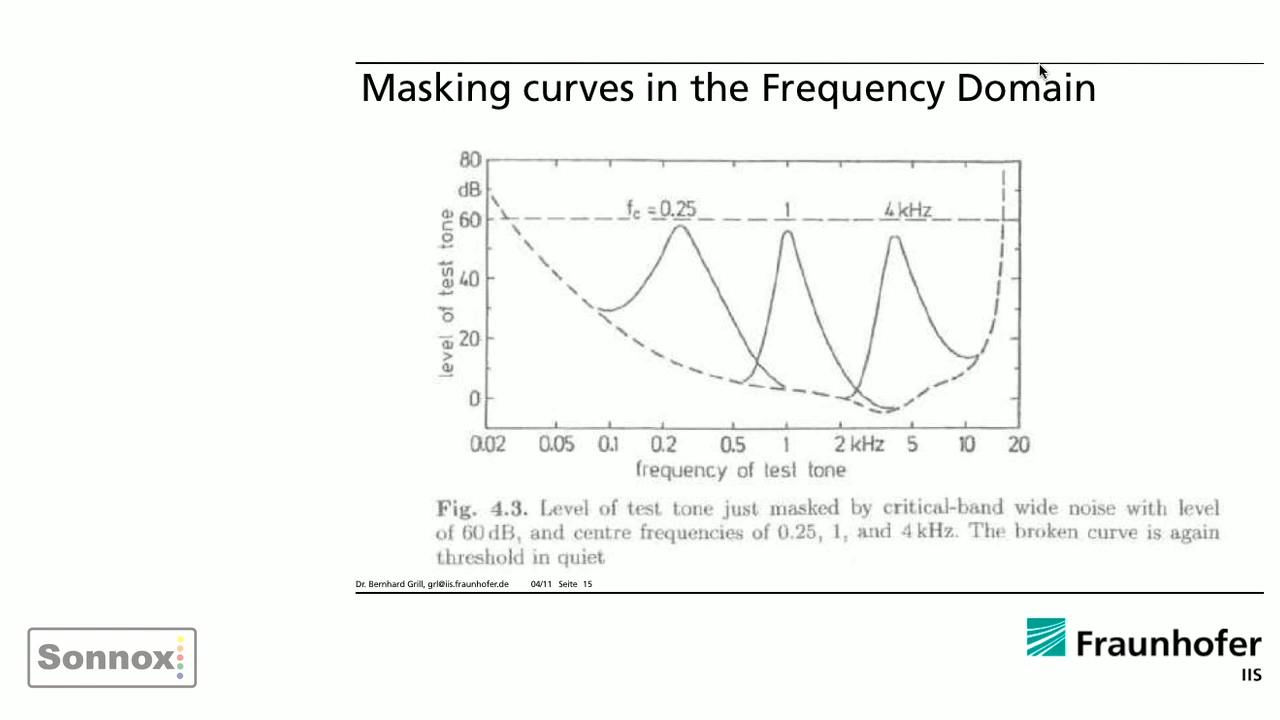 Masking curves in the Frequency Domain
80
dB
60
40
20
0
level of test tone
fc = 0.25 1 4 kHz
0.02 0.05 0.1 0.2 0.5 1 2 kHz 5 10 20
frequency of test tone
Fig. 4.3. Level of test tone just masked by critical-band wide noise with level
of 60 dB, and centre frequencies of 0.25, 1, and 4 kHz. The broken curve is again
threshold in quiet
Dr. Bernhard Grill, grl@iis.fraunhofer.de 04/11 Seite 15
Sonnox
Fraunhofer
IIS